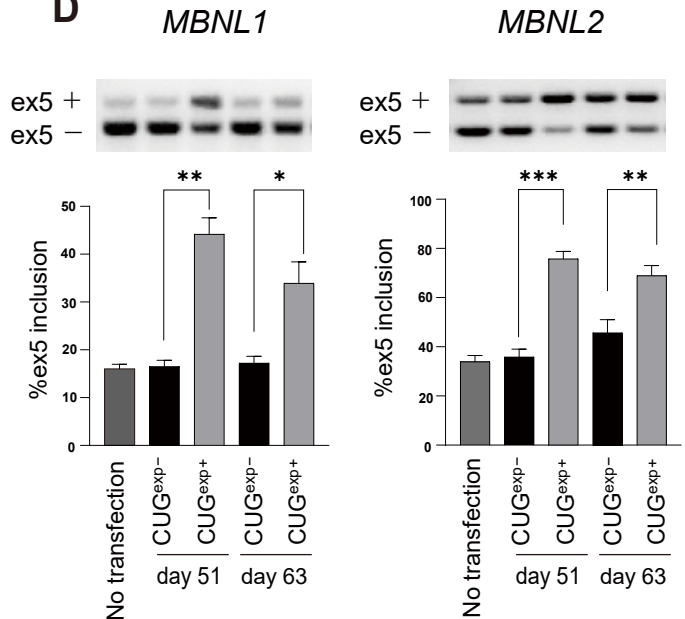 D
MBNL1
MBNL2
ex5 +
ex5 −
ex5 +
ex5 −
** *
*** **
%ex5 inclusion
50
40
30
20
10
0
%ex5 inclusion
100
80
60
40
20
0
No transfection
CUGexp−
CUGexp+
CUGexp−
CUGexp+
day 51 day 63
No transfection
CUGexp−
CUGexp+
CUGexp−
CUGexp+
day 51 day 63